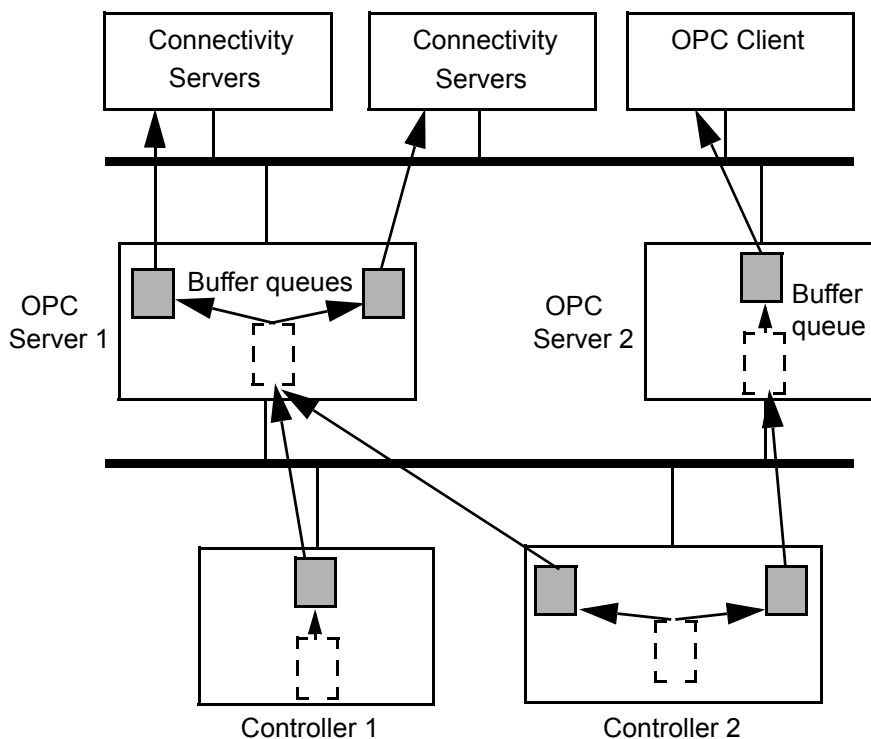 Connectivity
Servers
Connectivity
Servers
OPC Client
OPC
Server 1
Buffer queues
OPC
Server 2
Buffer
queue
Controller 1
Controller 2